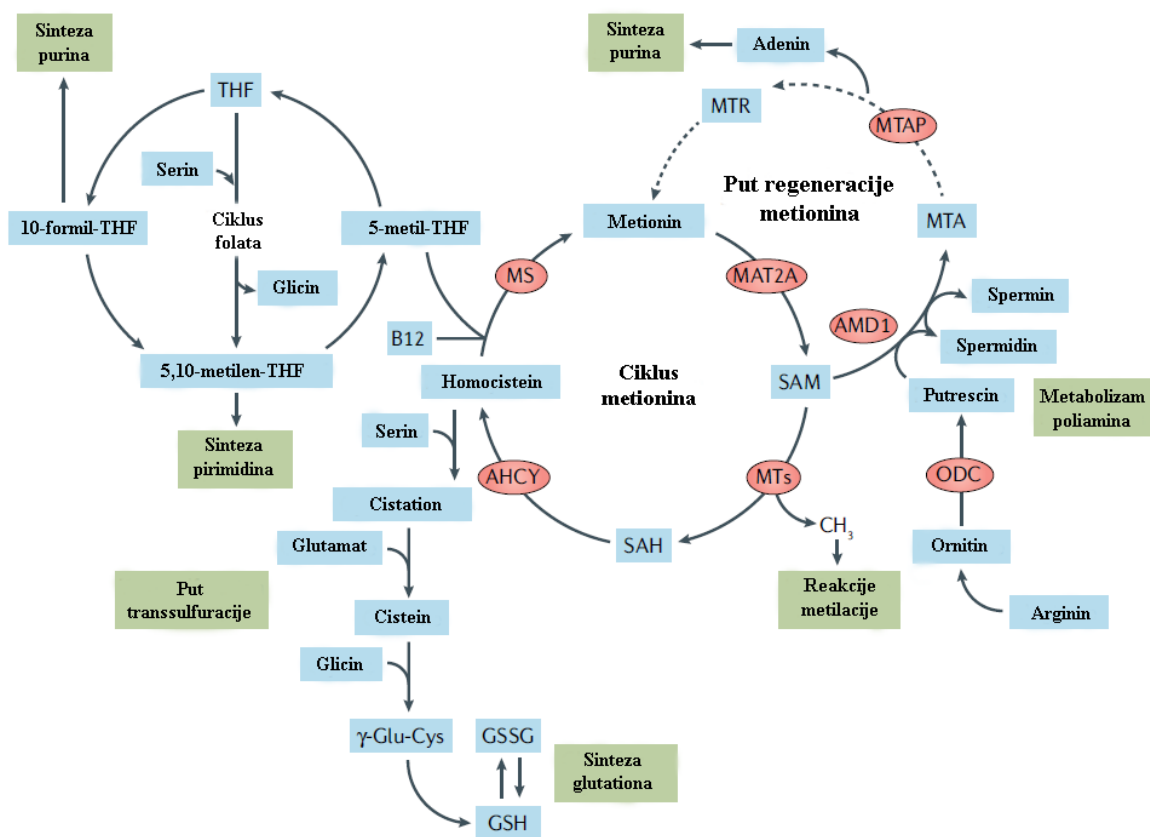 Sinteza
purina
THF
Serin
10-formil-THF
Ciklus
folata
5-metil-THF
Glicin
5,10-metilen-THF
Sinteza
pirimidina
Sinteza
purina
Adenin
MTR
MTAP
Put regeneracije
metionina
Metionin
MTA
MS
MAT2A
B12
AMD1
Spermin
Spermidin
Homocistein
Ciklus
metionina
SAM
Putrescin
Metabolizam
poliamina
Serin
AHCY
MTs
ODC
Cistation
SAH
CH₃
Ornitin
Glutamat
Put
transsulfuracije
Reakcije
metilacije
Cistein
Arginin
Glicin
γ-Glu-Cys
GSSG
Sinteza
glutationa
GSH